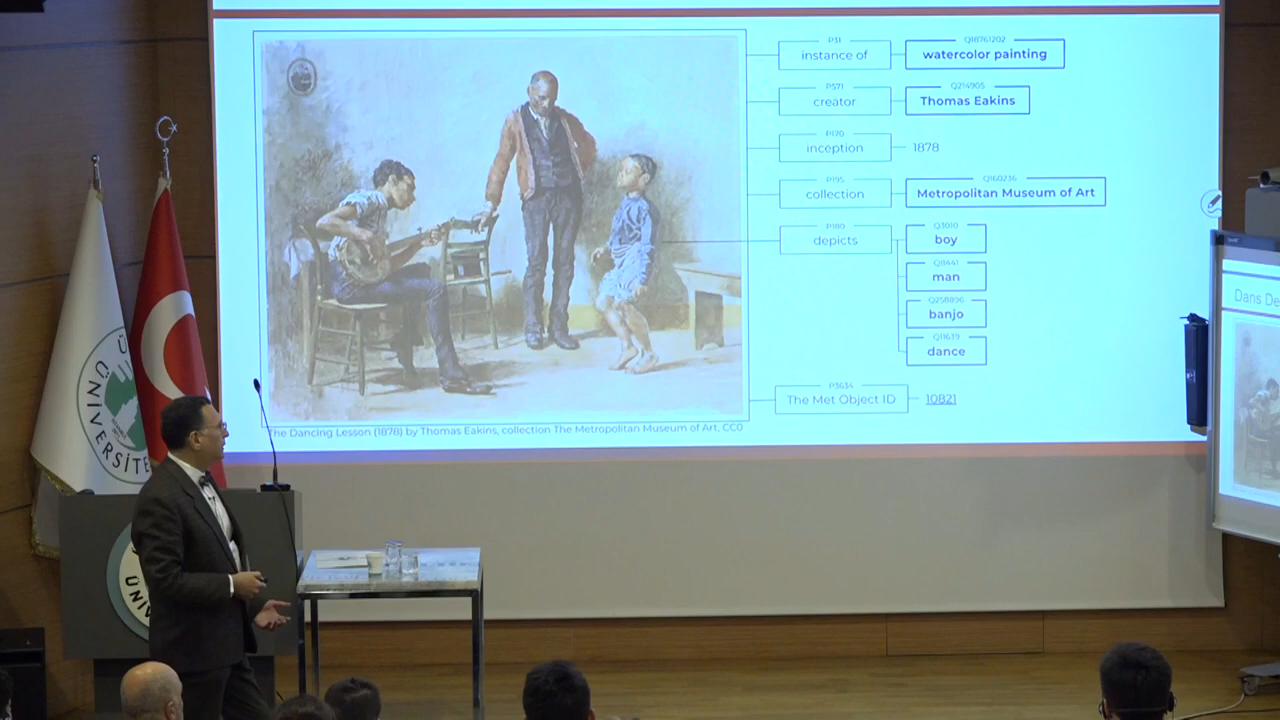 P31
instance of
Q18761202
watercolor painting
P571
creator
Q214905
Thomas Eakins
P170
inception
1878
P195
collection
Q160236
Metropolitan Museum of Art
P180
depicts
Q3010
boy
man
Q258896
banjo
Q11639
dance
P3634
The Met Object ID
10821
The Dancing Lesson (1878) by Thomas Eakins, collection The Metropolitan Museum of Art, CC0
Dans De
ÜNİVERSİTE
ÜNİV